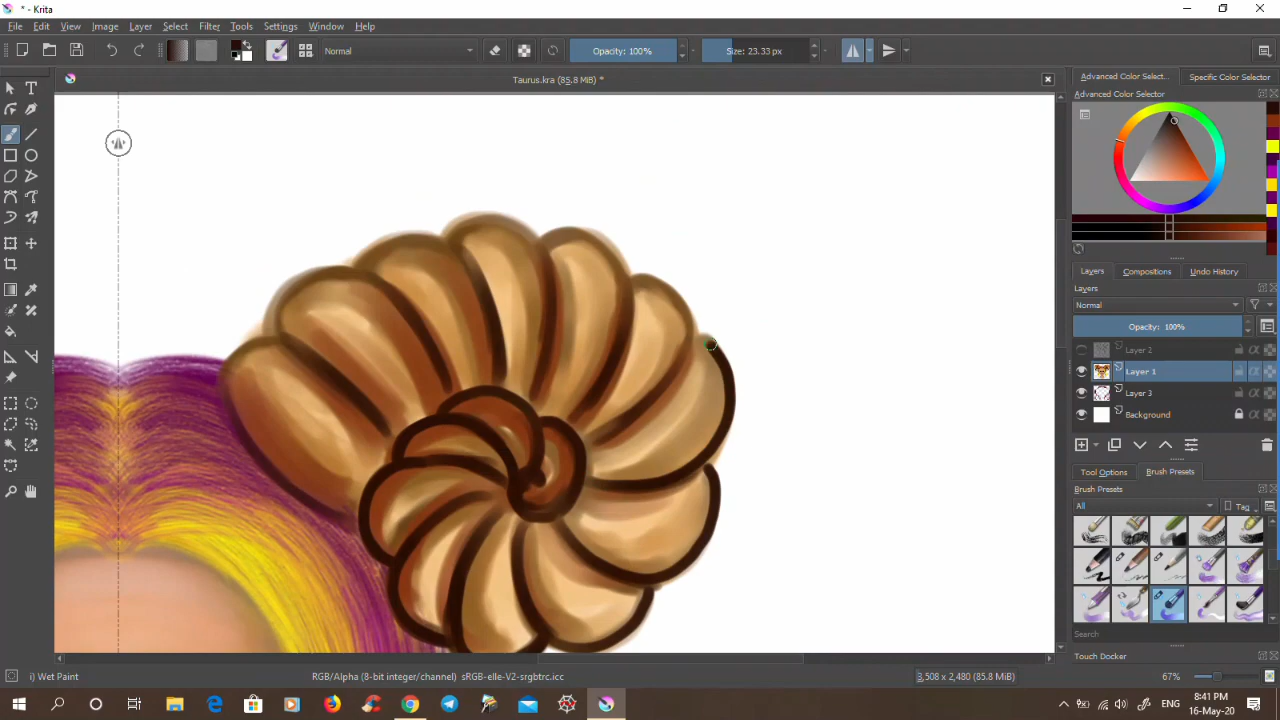 * - Krita
File Edit View Image Layer Select Filter Tools Settings Window Help
Normal Opacity: 100% Size: 23.33 px
Taurus.kra (85.8 MiB) *
Advanced Color Select... Specific Color Selector
Advanced Color Selector
Layers Compositions Undo History
Layers
Normal
Opacity: 100%
Layer 2
Layer 1
Layer 3
Background
Tool Options Brush Presets
Brush Presets
All Tag
Search
Touch Docker
i) Wet Paint RGB/Alpha (8-bit integer/channel) sRGB-elle-V2-srgbtrc.icc 3,508 x 2,480 (85.8 MiB) 67%
ENG 8:41 PM
16-May-20